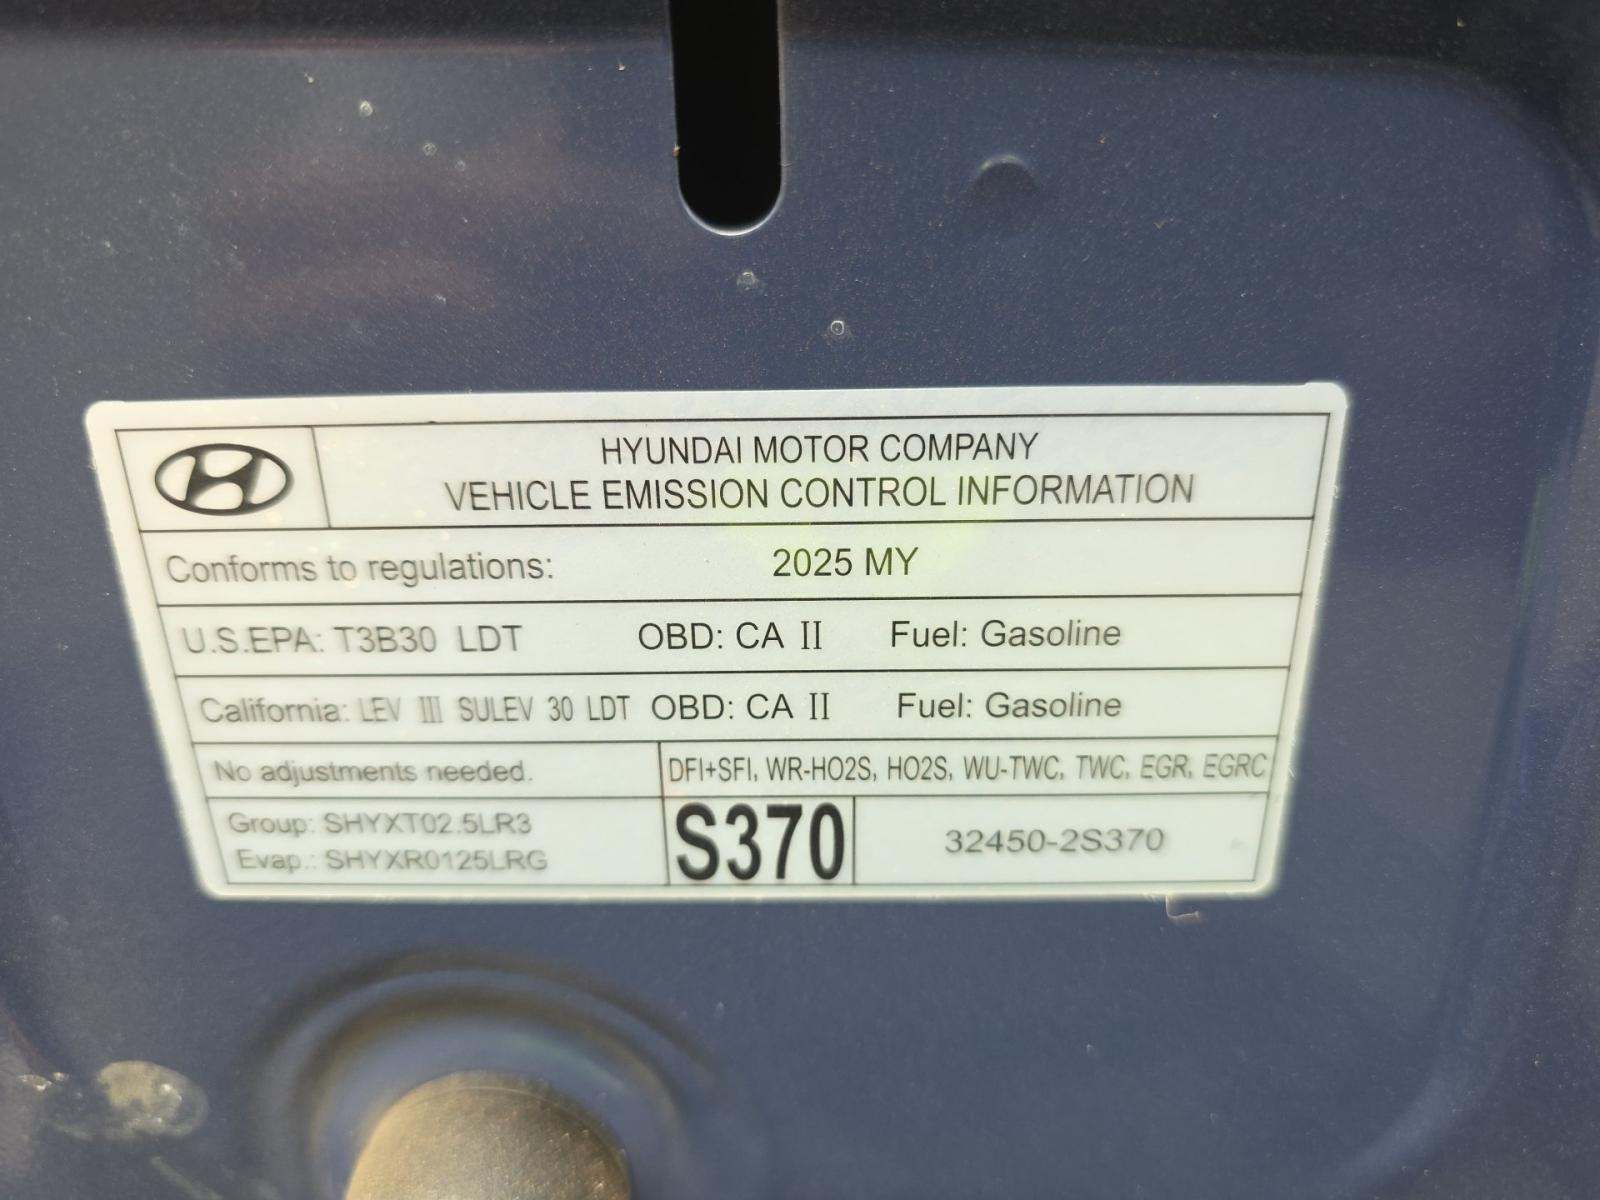 HYUNDAI MOTOR COMPANY
VEHICLE EMISSION CONTROL INFORMATION
Conforms to regulations: 2025 MY
U.S.EPA: T3B30 LDT OBD: CA II Fuel: Gasoline
California: LEV III SULEV 30 LDT OBD: CA II Fuel: Gasoline
No adjustments needed. DFI+SFI, WR-HO2S, HO2S, WU-TWC, TWC, EGR, EGRC
Group: SHYXT02.5LR3
Evap.: SHYXR0125LRG
S370
32450-2S370